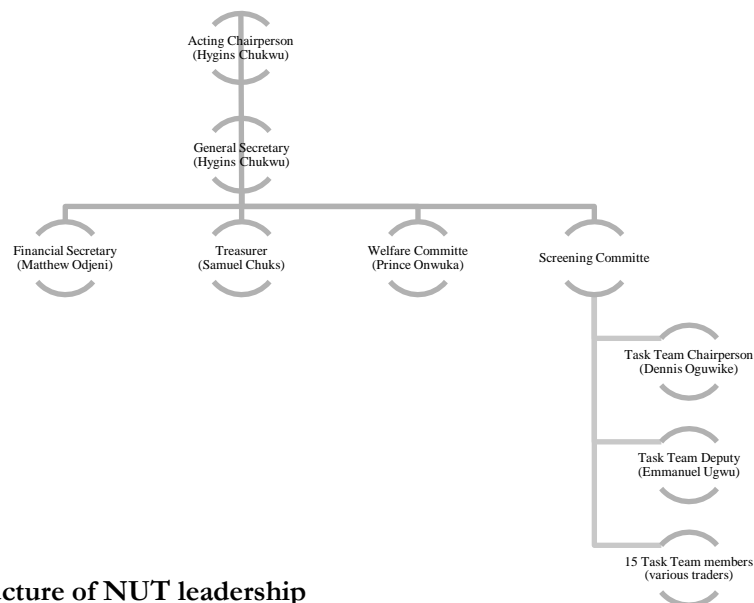 Acting Chairperson
(Hygins Chukwu)
General Secretary
(Hygins Chukwu)
Financial Secretary
(Matthew Odjeni)
Treasurer
(Samuel Chuks)
Welfare Committe
(Prince Onwuka)
Screening Committe
Task Team Chairperson
(Dennis Oguwike)
Task Team Deputy
(Emmanuel Ugwu)
15 Task Team members
(various traders)
of NUT leadership